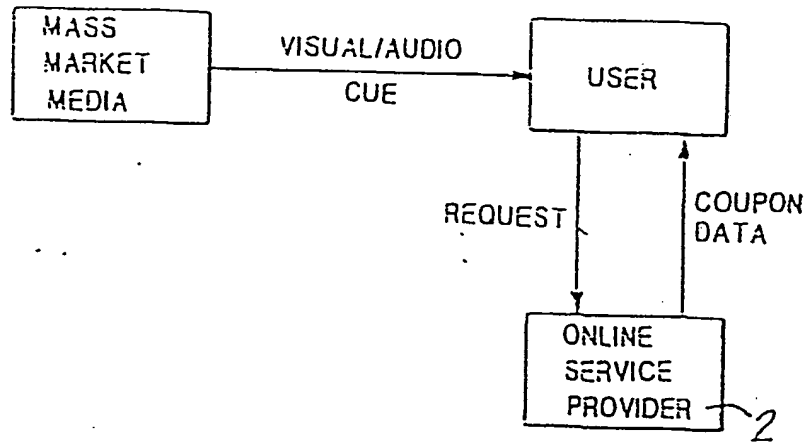 MASS
MARKET
MEDIA
VISUAL/AUDIO
CUE
USER
REQUEST
COUPON
DATA
ONLINE
SERVICE
PROVIDER
2